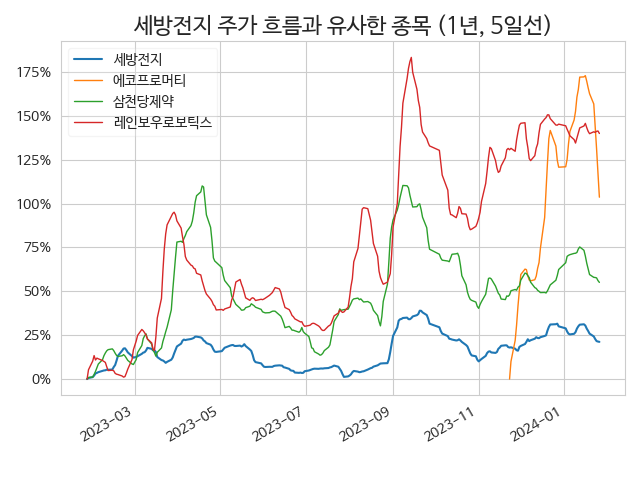 세방전지 주가 흐름과 유사한 종목 (1년, 5일선)
세방전지
에코프로머티
삼천당제약
레인보우로보틱스
175%
150%
125%
100%
75%
50%
25%
0%
2023-03
2023-05
2023-07
2023-09
2023-11
2024-01